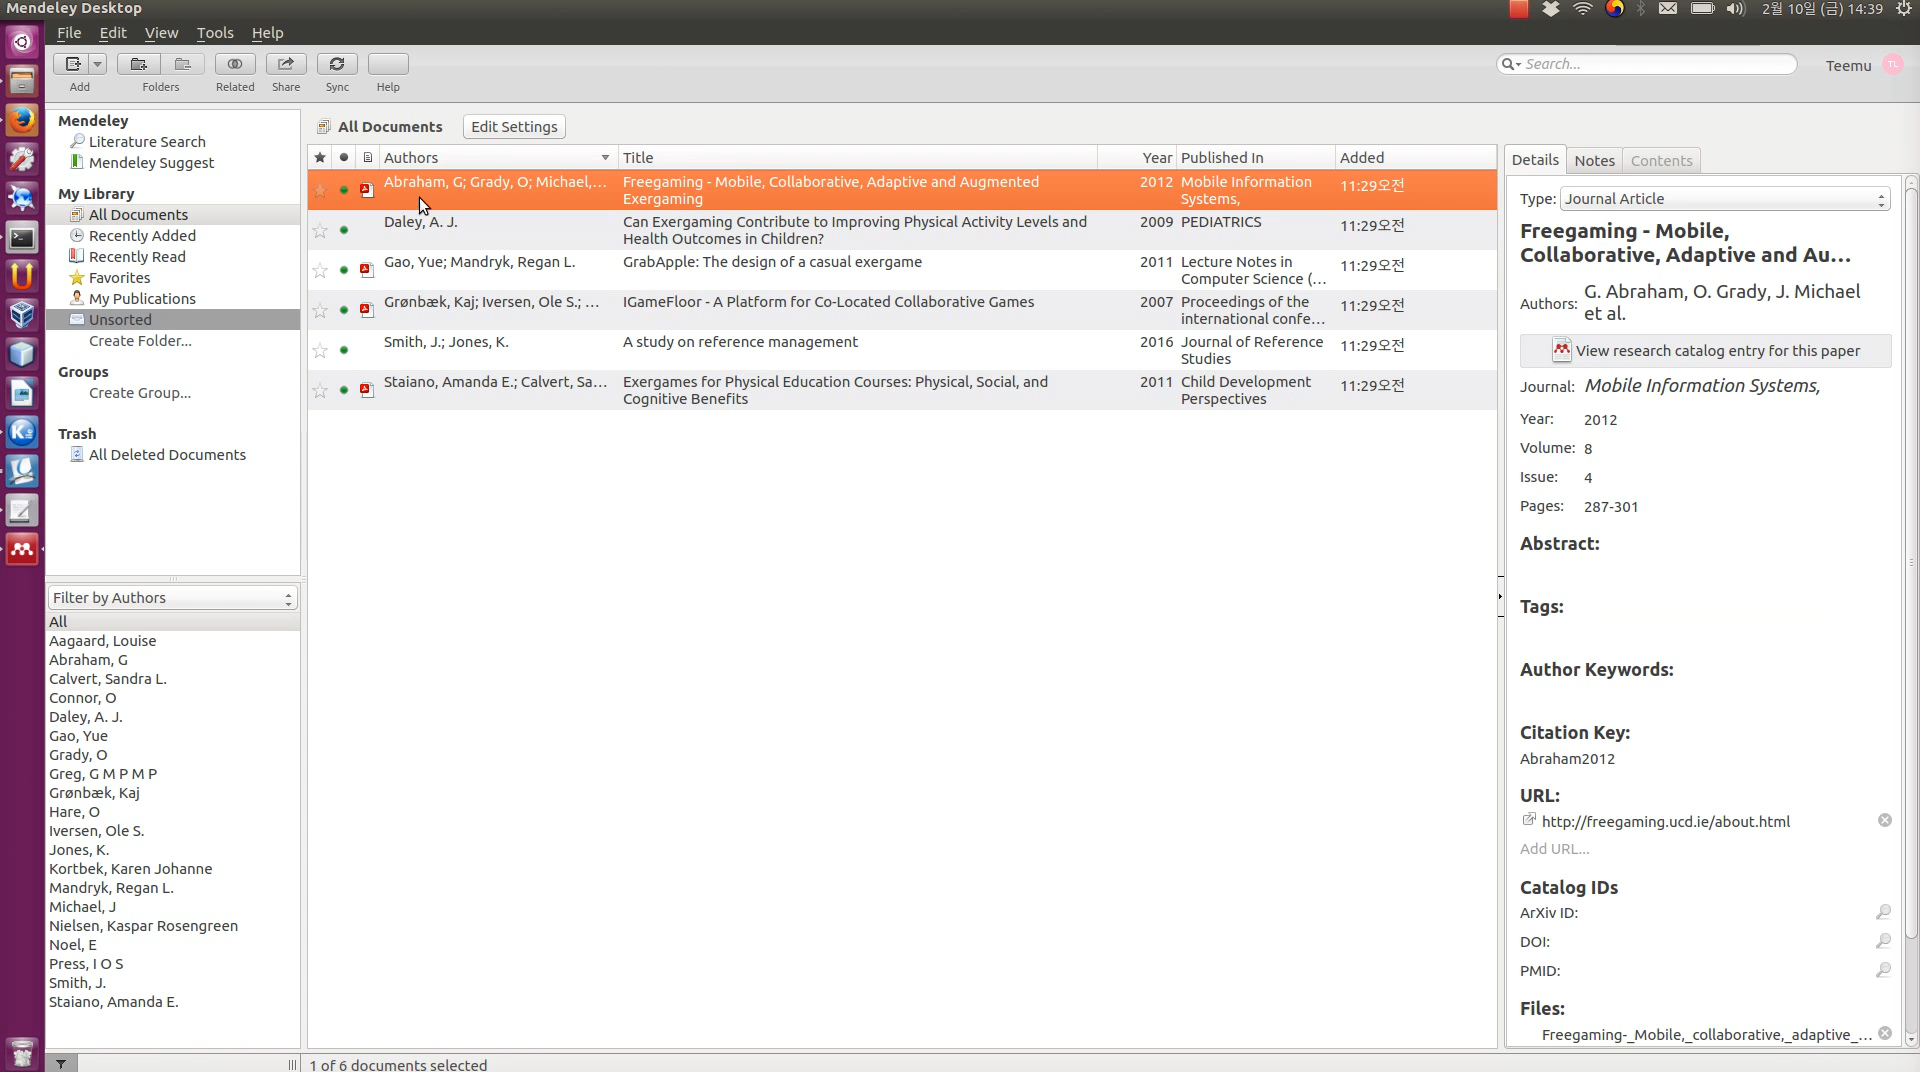 Mendeley Desktop
2월 10일 (금) 14:39
File Edit View Tools Help
Add Folders Related Share Sync Help
Search...
Teemu TL
Mendeley
Literature Search
Mendeley Suggest
My Library
All Documents
Recently Added
Recently Read
Favorites
My Publications
Unsorted
Create Folder...
Groups
Create Group...
Trash
All Deleted Documents
Filter by Authors
All
Aagaard, Louise
Abraham, G
Calvert, Sandra L.
Connor, O
Daley, A. J.
Gao, Yue
Grady, O
Greg, G M P M P
Grønbæk, Kaj
Hare, O
Iversen, Ole S.
Jones, K.
Kortbek, Karen Johanne
Mandryk, Regan L.
Michael, J
Nielsen, Kaspar Rosengreen
Noel, E
Press, I O S
Smith, J.
Staiano, Amanda E.
All Documents Edit Settings
Authors Title Year Published In Added
Abraham, G; Grady, O; Michael,... Freegaming - Mobile, Collaborative, Adaptive and Augmented 2012 Mobile Information 11:29오전
Exergaming Systems,
Daley, A. J. Can Exergaming Contribute to Improving Physical Activity Levels and 2009 PEDIATRICS 11:29오전
Health Outcomes in Children?
Gao, Yue; Mandryk, Regan L. GrabApple: The design of a casual exergame 2011 Lecture Notes in 11:29오전
Computer Science (...
Grønbæk, Kaj; Iversen, Ole S.; ... IGameFloor - A Platform for Co-Located Collaborative Games 2007 Proceedings of the 11:29오전
international confe...
Smith, J.; Jones, K. A study on reference management 2016 Journal of Reference 11:29오전
Studies
Staiano, Amanda E.; Calvert, Sa... Exergames for Physical Education Courses: Physical, Social, and 2011 Child Development 11:29오전
Cognitive Benefits Perspectives
1 of 6 documents selected
Details Notes Contents
Type: Journal Article
Freegaming - Mobile,
Collaborative, Adaptive and Au...
Authors: G. Abraham, O. Grady, J. Michael
et al.
View research catalog entry for this paper
Journal: Mobile Information Systems,
Year: 2012
Volume: 8
Issue: 4
Pages: 287-301
Abstract:
Tags:
Author Keywords:
Citation Key:
Abraham2012
URL:
http://freegaming.ucd.ie/about.html
Add URL...
Catalog IDs
ArXiv ID:
DOI:
PMID:
Files:
Freegaming-_Mobile,_collaborative,_adaptive_...